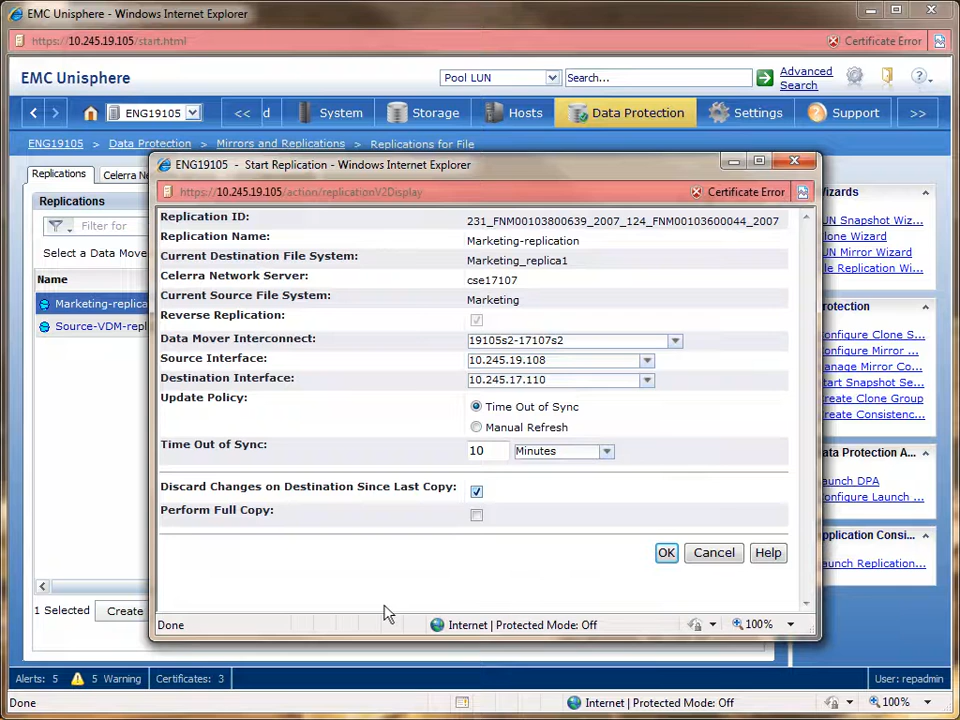 EMC Unisphere - Windows Internet Explorer
https://10.245.19.105/start.html
Certificate Error
EMC Unisphere
Pool LUN
Search...
Advanced
Search
ENG19105
<<
d
System
Storage
Hosts
Data Protection
Settings
Support
>>
ENG19105 > Data Protection > Mirrors and Replications > Replications for File
Replications
Celerra Ne
Replications
Filter for
Select a Data Move
Name
Marketing-replica
Source-VDM-repl
1 Selected
Create
ENG19105 - Start Replication - Windows Internet Explorer
https://10.245.19.105/action/replicationV2Display
Certificate Error
Replication ID: 231_FNM00103800639_2007_124_FNM00103600044_2007
Replication Name: Marketing-replication
Current Destination File System: Marketing_replica1
Celerra Network Server: cse17107
Current Source File System: Marketing
Reverse Replication:
Data Mover Interconnect: 19105s2-17107s2
Source Interface: 10.245.19.108
Destination Interface: 10.245.17.110
Update Policy: Time Out of Sync
Manual Refresh
Time Out of Sync: 10 Minutes
Discard Changes on Destination Since Last Copy:
Perform Full Copy:
OK Cancel Help
Done
Internet | Protected Mode: Off
100%
Wizards
UN Snapshot Wiz...
lone Wizard
UN Mirror Wizard
ile Replication Wi...
rotection
onfigure Clone S...
onfigure Mirror ...
anage Mirror Co...
tart Snapshot Se...
reate Clone Group
reate Consistenc...
ata Protection A...
aunch DPA
onfigure Launch ...
pplication Consi...
aunch Replication...
Alerts: 5
5 Warning
Certificates: 3
User: repadmin
Done
Internet | Protected Mode: Off
100%